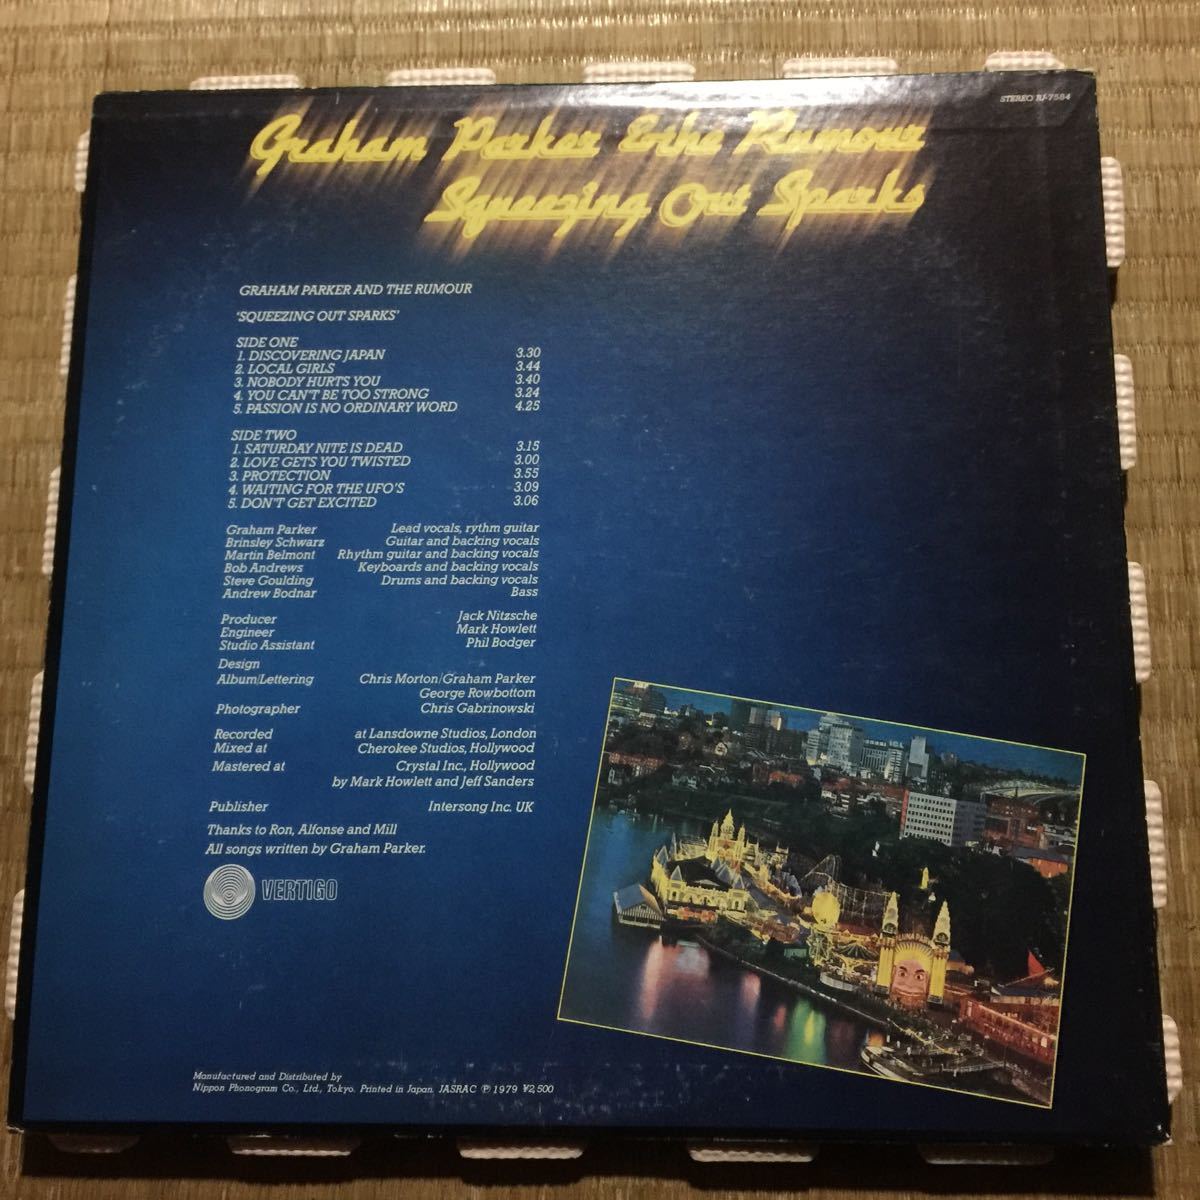 STEREO RJ-7584
Graham Parker & the Rumour
Squeezing Out Sparks
GRAHAM PARKER AND THE RUMOUR
'SQUEEZING OUT SPARKS'
SIDE ONE
1. DISCOVERING JAPAN 3.30
2. LOCAL GIRLS 3.44
3. NOBODY HURTS YOU 3.40
4. YOU CAN'T BE TOO STRONG 3.24
5. PASSION IS NO ORDINARY WORD 4.25
SIDE TWO
1. SATURDAY NITE IS DEAD 3.15
2. LOVE GETS YOU TWISTED 3.00
3. PROTECTION 3.55
4. WAITING FOR THE UFO'S 3.09
5. DON'T GET EXCITED 3.06
Graham Parker Lead vocals, rythm guitar
Brinsley Schwarz Guitar and backing vocals
Martin Belmont Rhythm guitar and backing vocals
Bob Andrews Keyboards and backing vocals
Steve Goulding Drums and backing vocals
Andrew Bodnar Bass
Producer Jack Nitzsche
Engineer Mark Howlett
Studio Assistant Phil Bodger
Design
Album/Lettering Chris Morton/Graham Parker
George Rowbottom
Photographer Chris Gabrinowski
Recorded at Lansdowne Studios, London
Mixed at Cherokee Studios, Hollywood
Mastered at Crystal Inc., Hollywood
by Mark Howlett and Jeff Sanders
Publisher Intersong Inc. UK
Thanks to Ron, Alfonse and Mill
All songs written by Graham Parker.
VERTIGO
LUNA PARK
Manufactured and Distributed by
Nippon Phonogram Co., Ltd., Tokyo. Printed in Japan. JASRAC ℗ 1979 ¥2,500